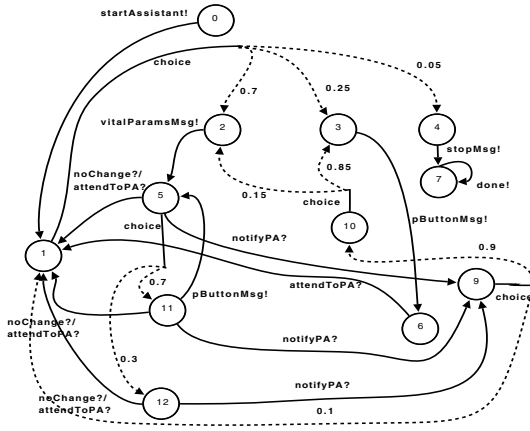 startAssistant!
0
choice
0.05
0.7
0.25
vitalParamsMsg!
2
3
4
stopMsg!
7
done!
noChange?/
attendToPA?
5
0.15
0.85
choice
choice
10
pButtonMsg!
notifyPA?
1
0.9
0.7
pButtonMsg!
attendToPA?
9
choice
11
6
noChange?/
attendToPA?
notifyPA?
0.3
noChange?/
attendToPA?
12
notifyPA?
0.1